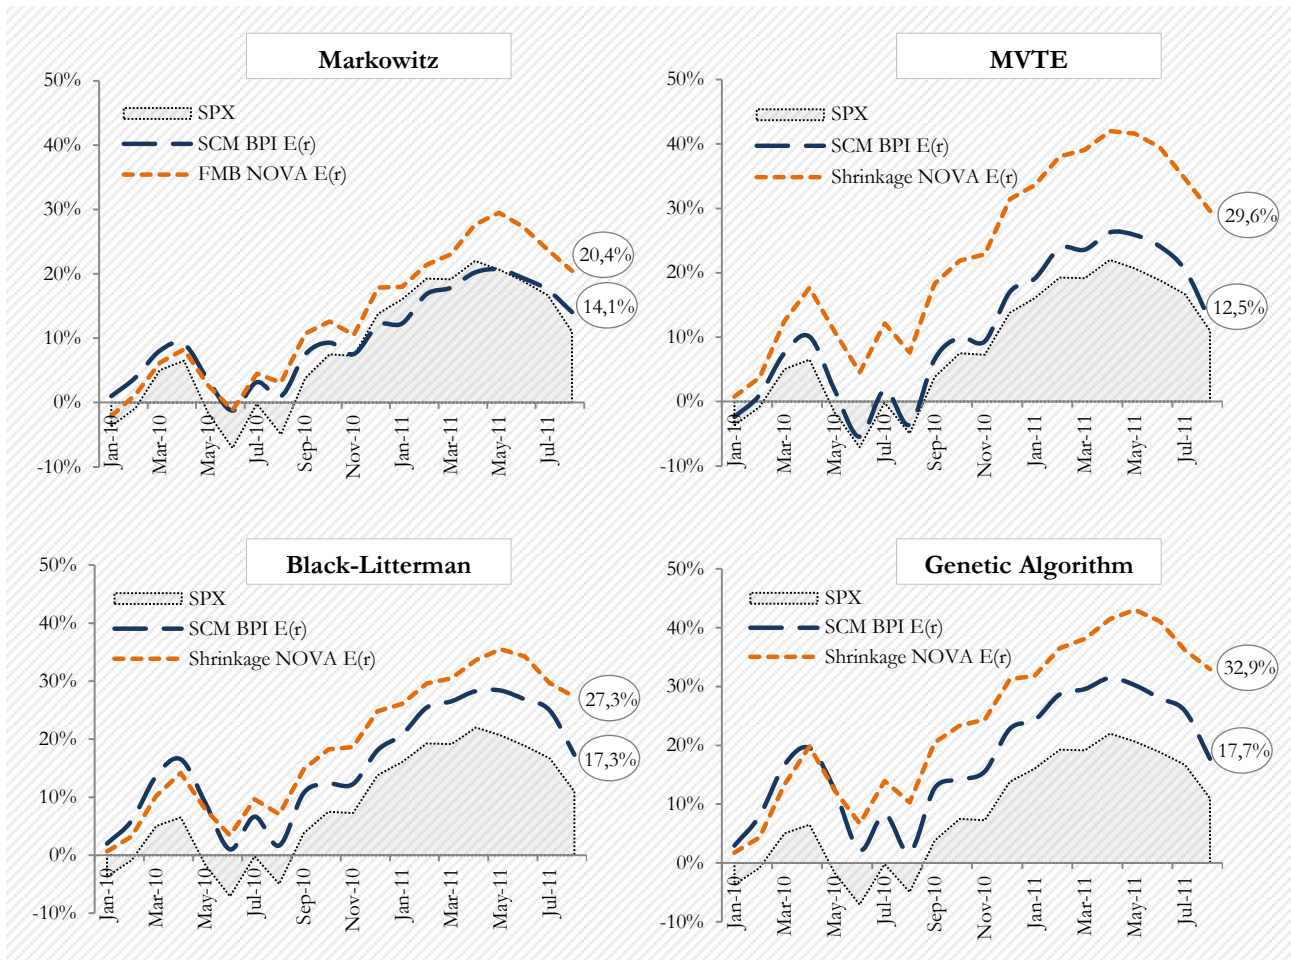 Markowitz
50%
40%
30%
20%
10%
0%
-10%
SPX
SCM BPI E(r)
FMB NOVA E(r)
20,4%
14,1%
Jan-10
Mar-10
May-10
Jul-10
Sep-10
Nov-10
Jan-11
Mar-11
May-11
Jul-11
MVTE
50%
40%
30%
20%
10%
0%
-10%
SPX
SCM BPI E(r)
Shrinkage NOVA E(r)
29,6%
12,5%
Jan-10
Mar-10
May-10
Jul-10
Sep-10
Nov-10
Jan-11
Mar-11
May-11
Jul-11
Black-Litterman
50%
40%
30%
20%
10%
0%
-10%
SPX
SCM BPI E(r)
Shrinkage NOVA E(r)
27,3%
17,3%
Jan-10
Mar-10
May-10
Jul-10
Sep-10
Nov-10
Jan-11
Mar-11
May-11
Jul-11
Genetic Algorithm
50%
40%
30%
20%
10%
0%
-10%
SPX
SCM BPI E(r)
Shrinkage NOVA E(r)
32,9%
17,7%
Jan-10
Mar-10
May-10
Jul-10
Sep-10
Nov-10
Jan-11
Mar-11
May-11
Jul-11